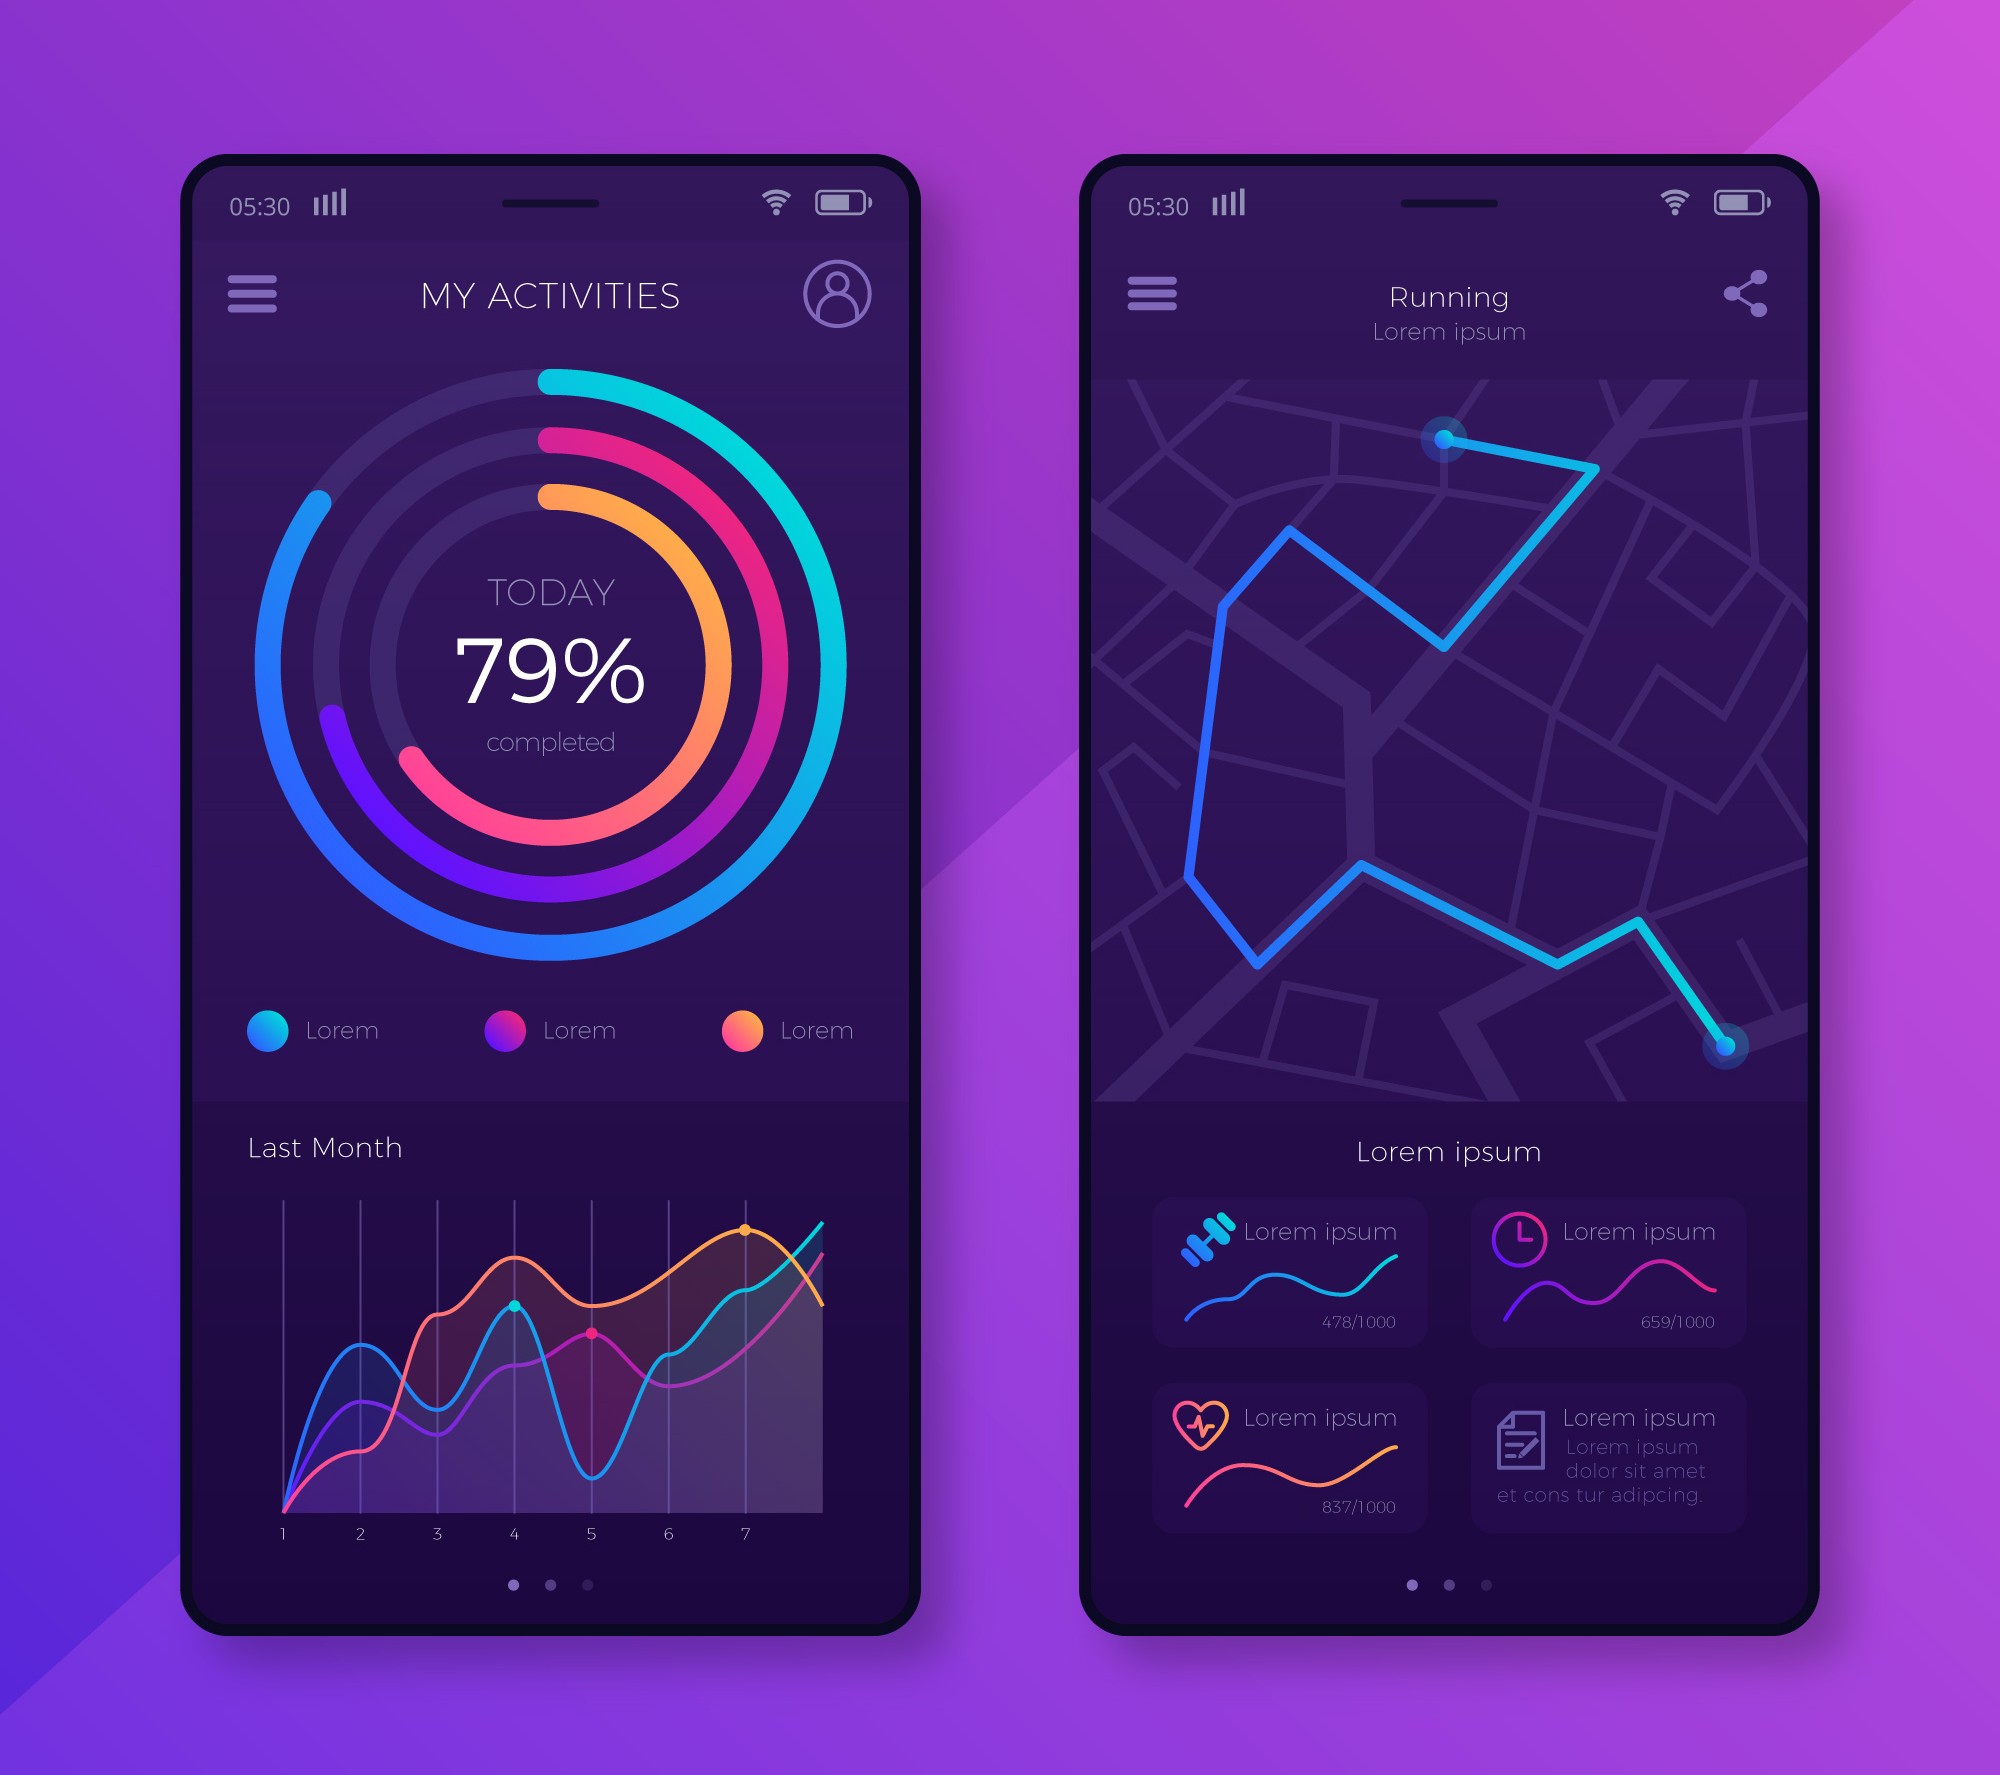 05:30
MY ACTIVITIES
TODAY
79%
completed
Lorem
Lorem
Lorem
Last Month
1 2 3 4 5 6 7
05:30
Running
Lorem ipsum
Lorem ipsum
Lorem ipsum
478/1000
Lorem ipsum
659/1000
Lorem ipsum
837/1000
Lorem ipsum
Lorem ipsum
dolor sit amet
et cons tur adipcing.